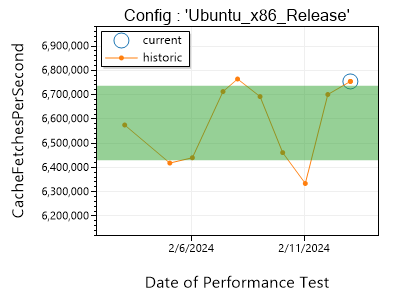 Config : 'Ubuntu_x86_Release'
current
historic
CacheFetchesPerSecond
6,900,000
6,800,000
6,700,000
6,600,000
6,500,000
6,400,000
6,300,000
6,200,000
2/6/2024
2/11/2024
Date of Performance Test